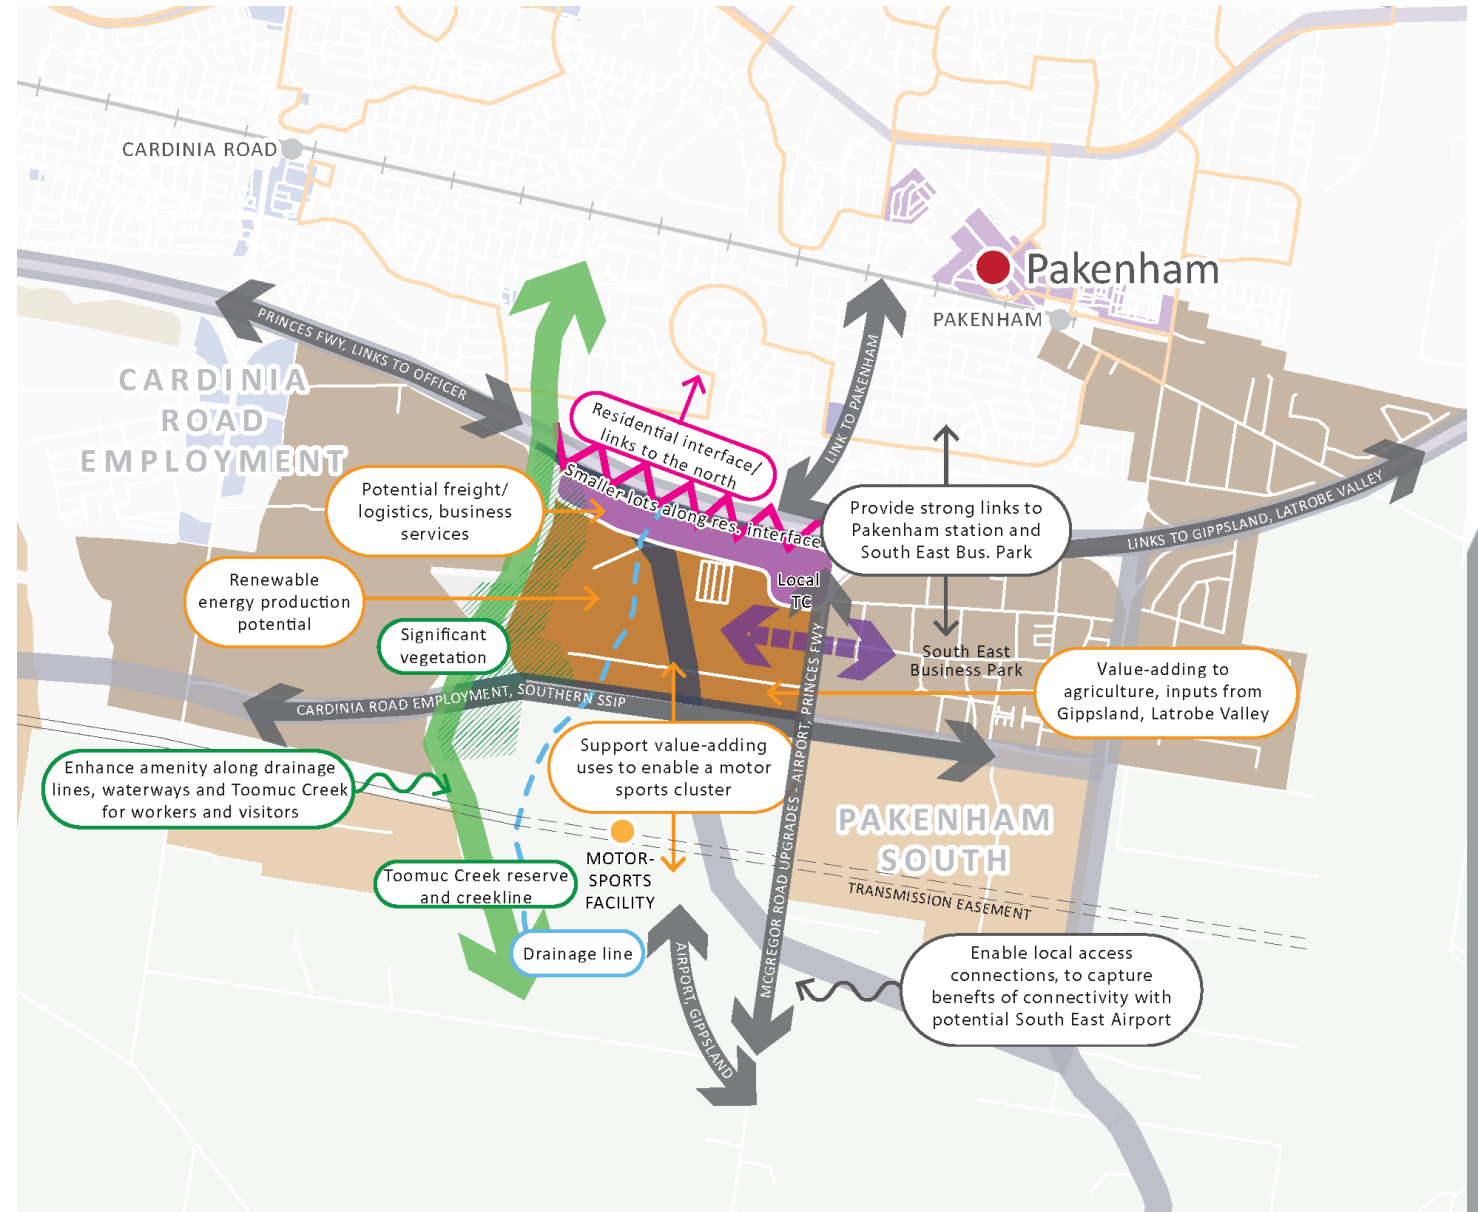 CARDINIA ROAD
Pakenham
PAKENHAM
PRINCES FWY, LINKS TO OFFICER
CARDINIA
ROAD
EMPLOYMENT
LINK TO PAKENHAM
Residential interface/
links to the north
Smaller lots along res. interface
Potential freight/
logistics, business
services
Provide strong links to
Pakenham station and
South East Bus. Park
LINKS TO GIPPSLAND, LATROBE VALLEY
Renewable
energy production
potential
Local
TC
Significant
vegetation
South East
Business Park
Value-adding to
agriculture, inputs from
Gippsland, Latrobe Valley
CARDINIA ROAD EMPLOYMENT, SOUTHERN SSIP
MCGREGOR ROAD UPGRADES - AIRPORT, PRINCES FWY
Support value-adding
uses to enable a motor
sports cluster
Enhance amenity along drainage
lines, waterways and Toomuc Creek
for workers and visitors
PAKENHAM
SOUTH
MOTOR-
SPORTS
FACILITY
Toomuc Creek reserve
and creekline
TRANSMISSION EASEMENT
Drainage line
AIRPORT, GIPPSLAND
Enable local access
connections, to capture
benefts of connectivity with
potential South East Airport